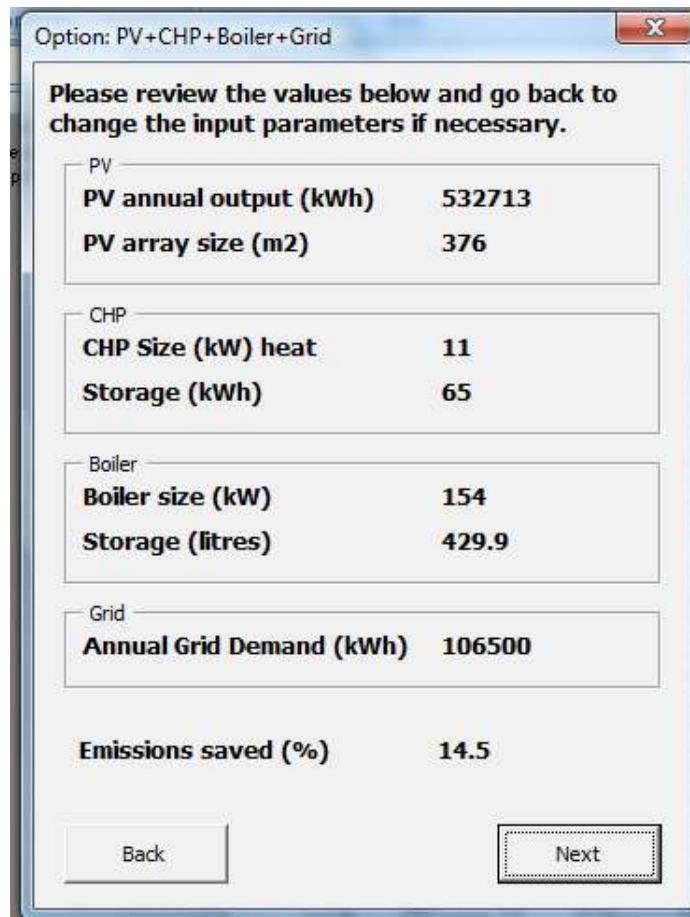 Option: PV+CHP+Boiler+Grid
Please review the values below and go back to
change the input parameters if necessary.
PV
PV annual output (kWh) 532713
PV array size (m2) 376
CHP
CHP Size (kW) heat 11
Storage (kWh) 65
Boiler
Boiler size (kW) 154
Storage (litres) 429.9
Grid
Annual Grid Demand (kWh) 106500
Emissions saved (%) 14.5
Back Next